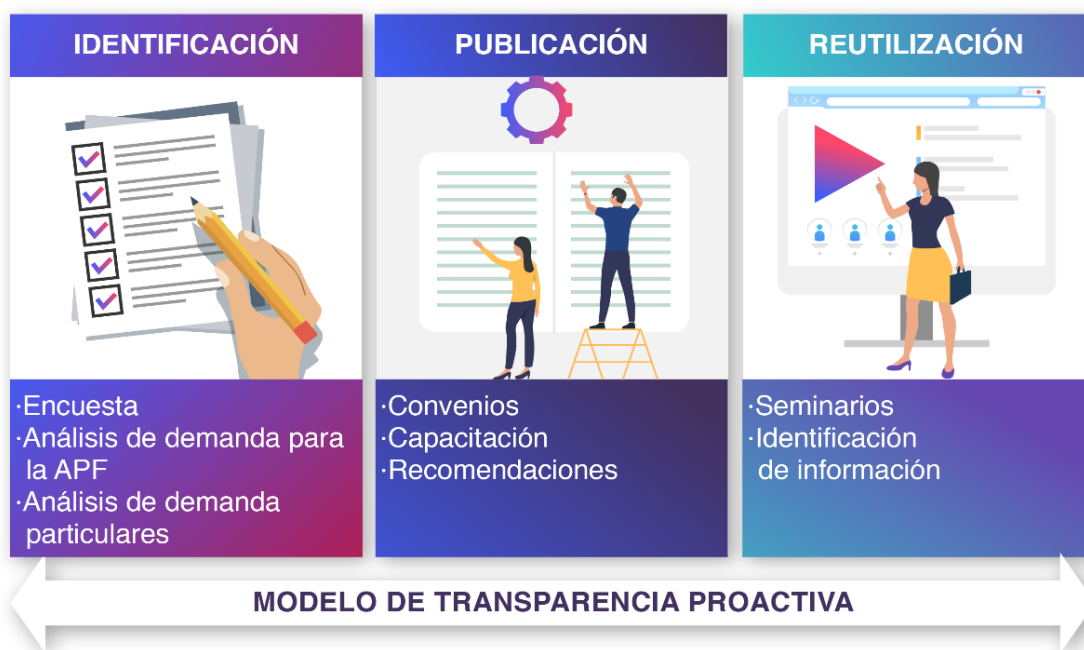 IDENTIFICACIÓN
·Encuesta
·Análisis de demanda para
la APF
·Análisis de demanda
particulares
PUBLICACIÓN
·Convenios
·Capacitación
·Recomendaciones
REUTILIZACIÓN
·Seminarios
·Identificación
de información
MODELO DE TRANSPARENCIA PROACTIVA